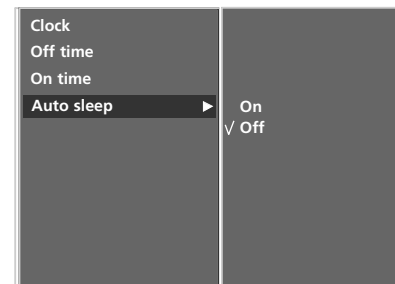 Clock
Off time
On time
Auto sleep ▶
On
√ Off